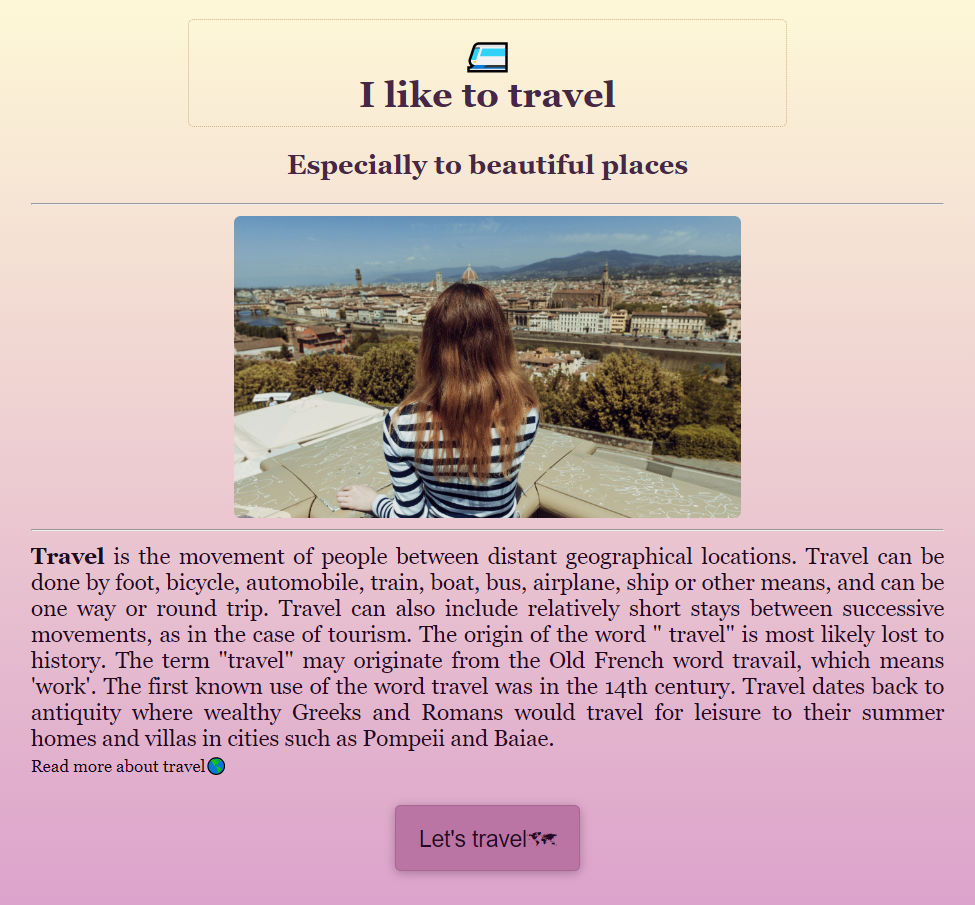 I like to travel
Especially to beautiful places
Travel is the movement of people between distant geographical locations. Travel can be
done by foot, bicycle, automobile, train, boat, bus, airplane, ship or other means, and can be
one way or round trip. Travel can also include relatively short stays between successive
movements, as in the case of tourism. The origin of the word " travel" is most likely lost to
history. The term "travel" may originate from the Old French word travail, which means
'work'. The first known use of the word travel was in the 14th century. Travel dates back to
antiquity where wealthy Greeks and Romans would travel for leisure to their summer
homes and villas in cities such as Pompeii and Baiae.
Read more about travel
Let's travel